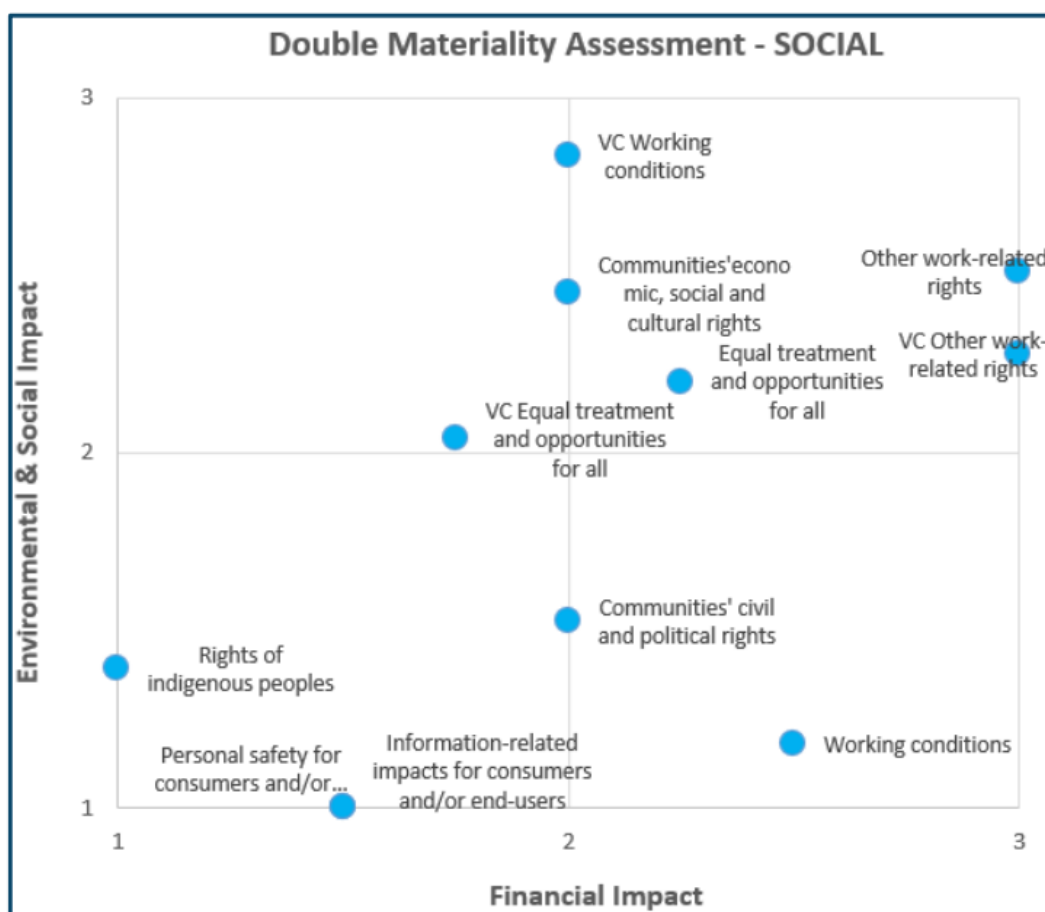 Double Materiality Assessment - SOCIAL
3
VC Working
conditions
Other work-related
rights
Communities'econo
mic, social and
cultural rights
VC Other work-
related rights
Equal treatment
and opportunities
for all
VC Equal treatment
and opportunities
for all
2
Environmental & Social Impact
Communities' civil
and political rights
Rights of
indigenous peoples
Personal safety for
consumers and/or...
Information-related
impacts for consumers
and/or end-users
Working conditions
1
1
2
3
Financial Impact